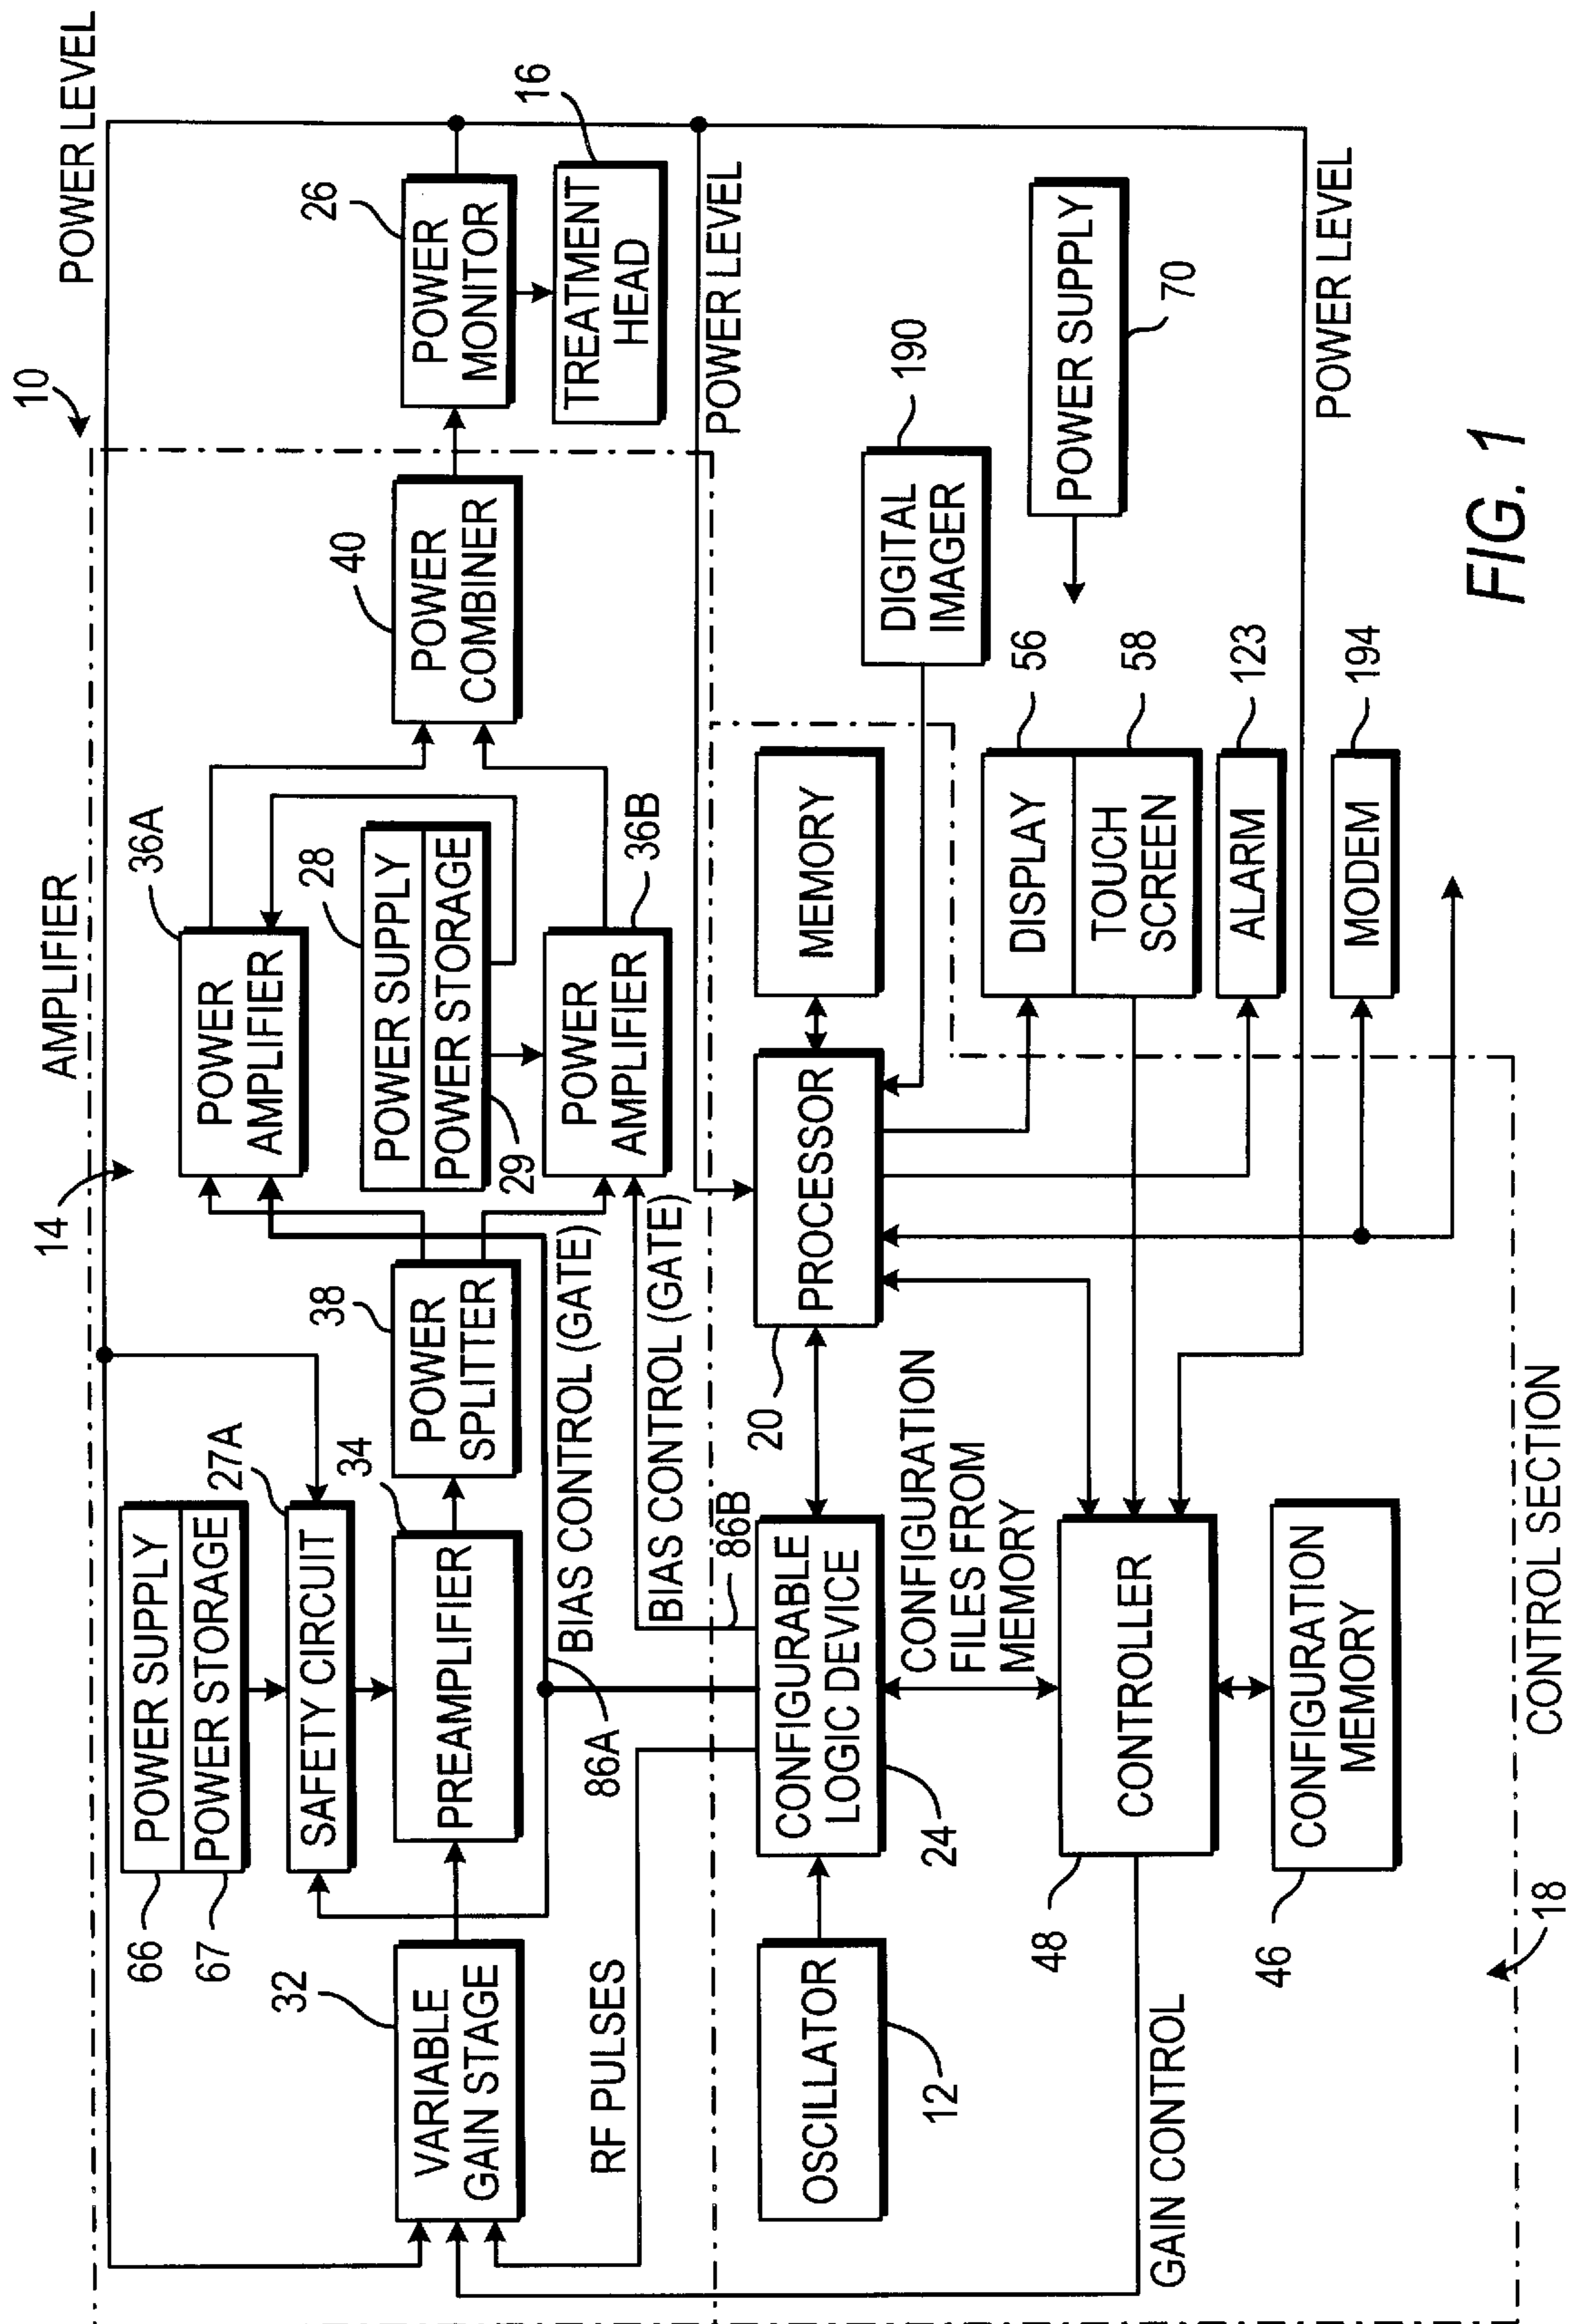 10
POWER LEVEL
14
AMPLIFIER
66
POWER SUPPLY
67
POWER STORAGE
27A
SAFETY CIRCUIT
32
VARIABLE
GAIN STAGE
34
PREAMPLIFIER
38
POWER
SPLITTER
36A
POWER
AMPLIFIER
28
POWER SUPPLY
POWER STORAGE
29
36B
POWER
AMPLIFIER
40
POWER
COMBINER
26
POWER
MONITOR
16
TREATMENT
HEAD
RF PULSES
86A
BIAS CONTROL (GATE)
BIAS CONTROL (GATE)
86B
POWER LEVEL
OSCILLATOR
12
CONFIGURABLE
LOGIC DEVICE
24
20
PROCESSOR
MEMORY
DIGITAL
IMAGER
190
CONFIGURATION
FILES FROM
MEMORY
48
CONTROLLER
GAIN CONTROL
46
CONFIGURATION
MEMORY
DISPLAY
56
TOUCH
SCREEN
58
ALARM
123
MODEM
194
POWER SUPPLY
70
POWER LEVEL
18
CONTROL SECTION
FIG. 1